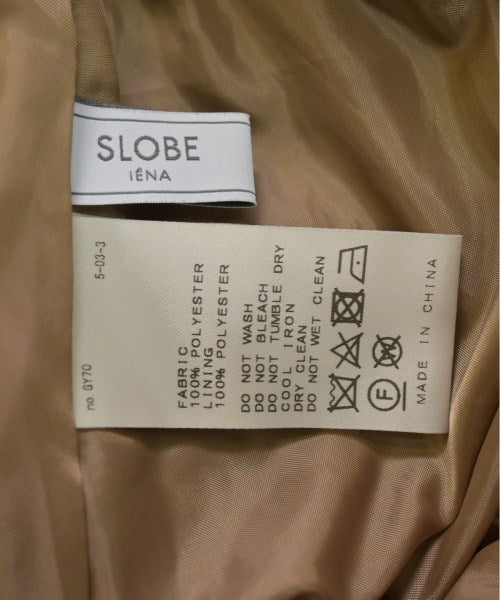 SLOBE
IÉNA
5-03-3
no GY70
FABRIC
100% POLYESTER
LINING
100% POLYESTER
DO NOT WASH
DO NOT BLEACH
DO NOT TUMBLE DRY
COOL IRON
DRY CLEAN
DO NOT WET CLEAN
F
W
MADE IN CHINA